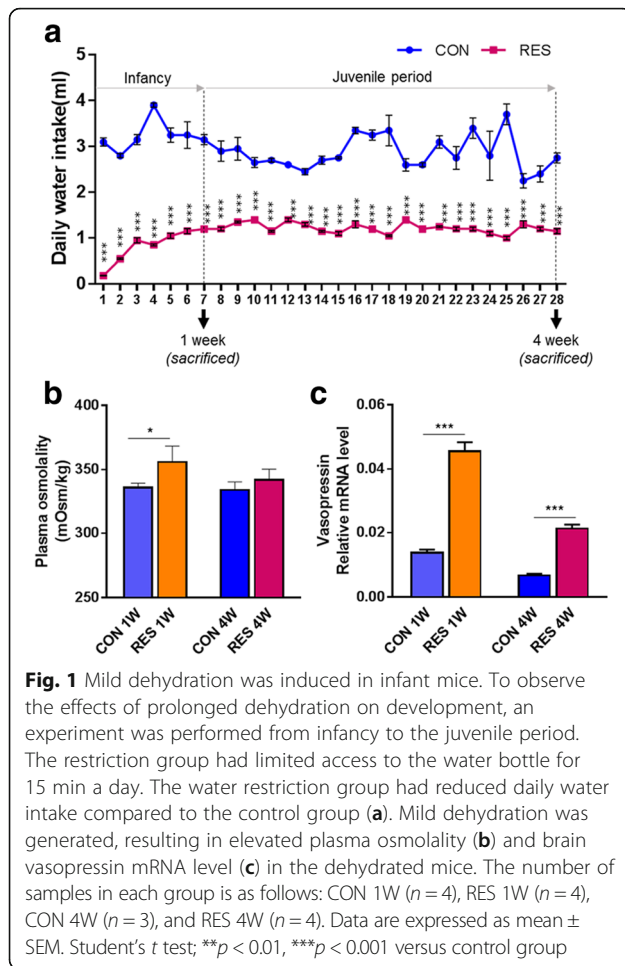 a
CON RES
Infancy Juvenile period
Daily water intake(ml)
5
4
3
2
1
0
*** *** *** *** *** *** *** *** *** *** *** *** *** *** *** *** *** *** *** *** *** *** *** *** *** *** *** ***
1 2 3 4 5 6 7 8 9 10 11 12 13 14 15 16 17 18 19 20 21 22 23 24 25 26 27 28
1 week 4 week
(sacrificed) (sacrificed)
b
Plasma osmolality
(mOsm/kg)
400
350
300
250
*
CON 1W RES 1W CON 4W RES 4W
c
Vasopressin
Relative mRNA level
0.06
0.04
0.02
0.00
***
***
CON 1W RES 1W CON 4W RES 4W
Fig. 1 Mild dehydration was induced in infant mice. To observe
the effects of prolonged dehydration on development, an
experiment was performed from infancy to the juvenile period.
The restriction group had limited access to the water bottle for
15 min a day. The water restriction group had reduced daily water
intake compared to the control group (a). Mild dehydration was
generated, resulting in elevated plasma osmolality (b) and brain
vasopressin mRNA level (c) in the dehydrated mice. The number of
samples in each group is as follows: CON 1W (n = 4), RES 1W (n = 4),
CON 4W (n = 3), and RES 4W (n = 4). Data are expressed as mean ±
SEM. Student's t test; **p < 0.01, ***p < 0.001 versus control group